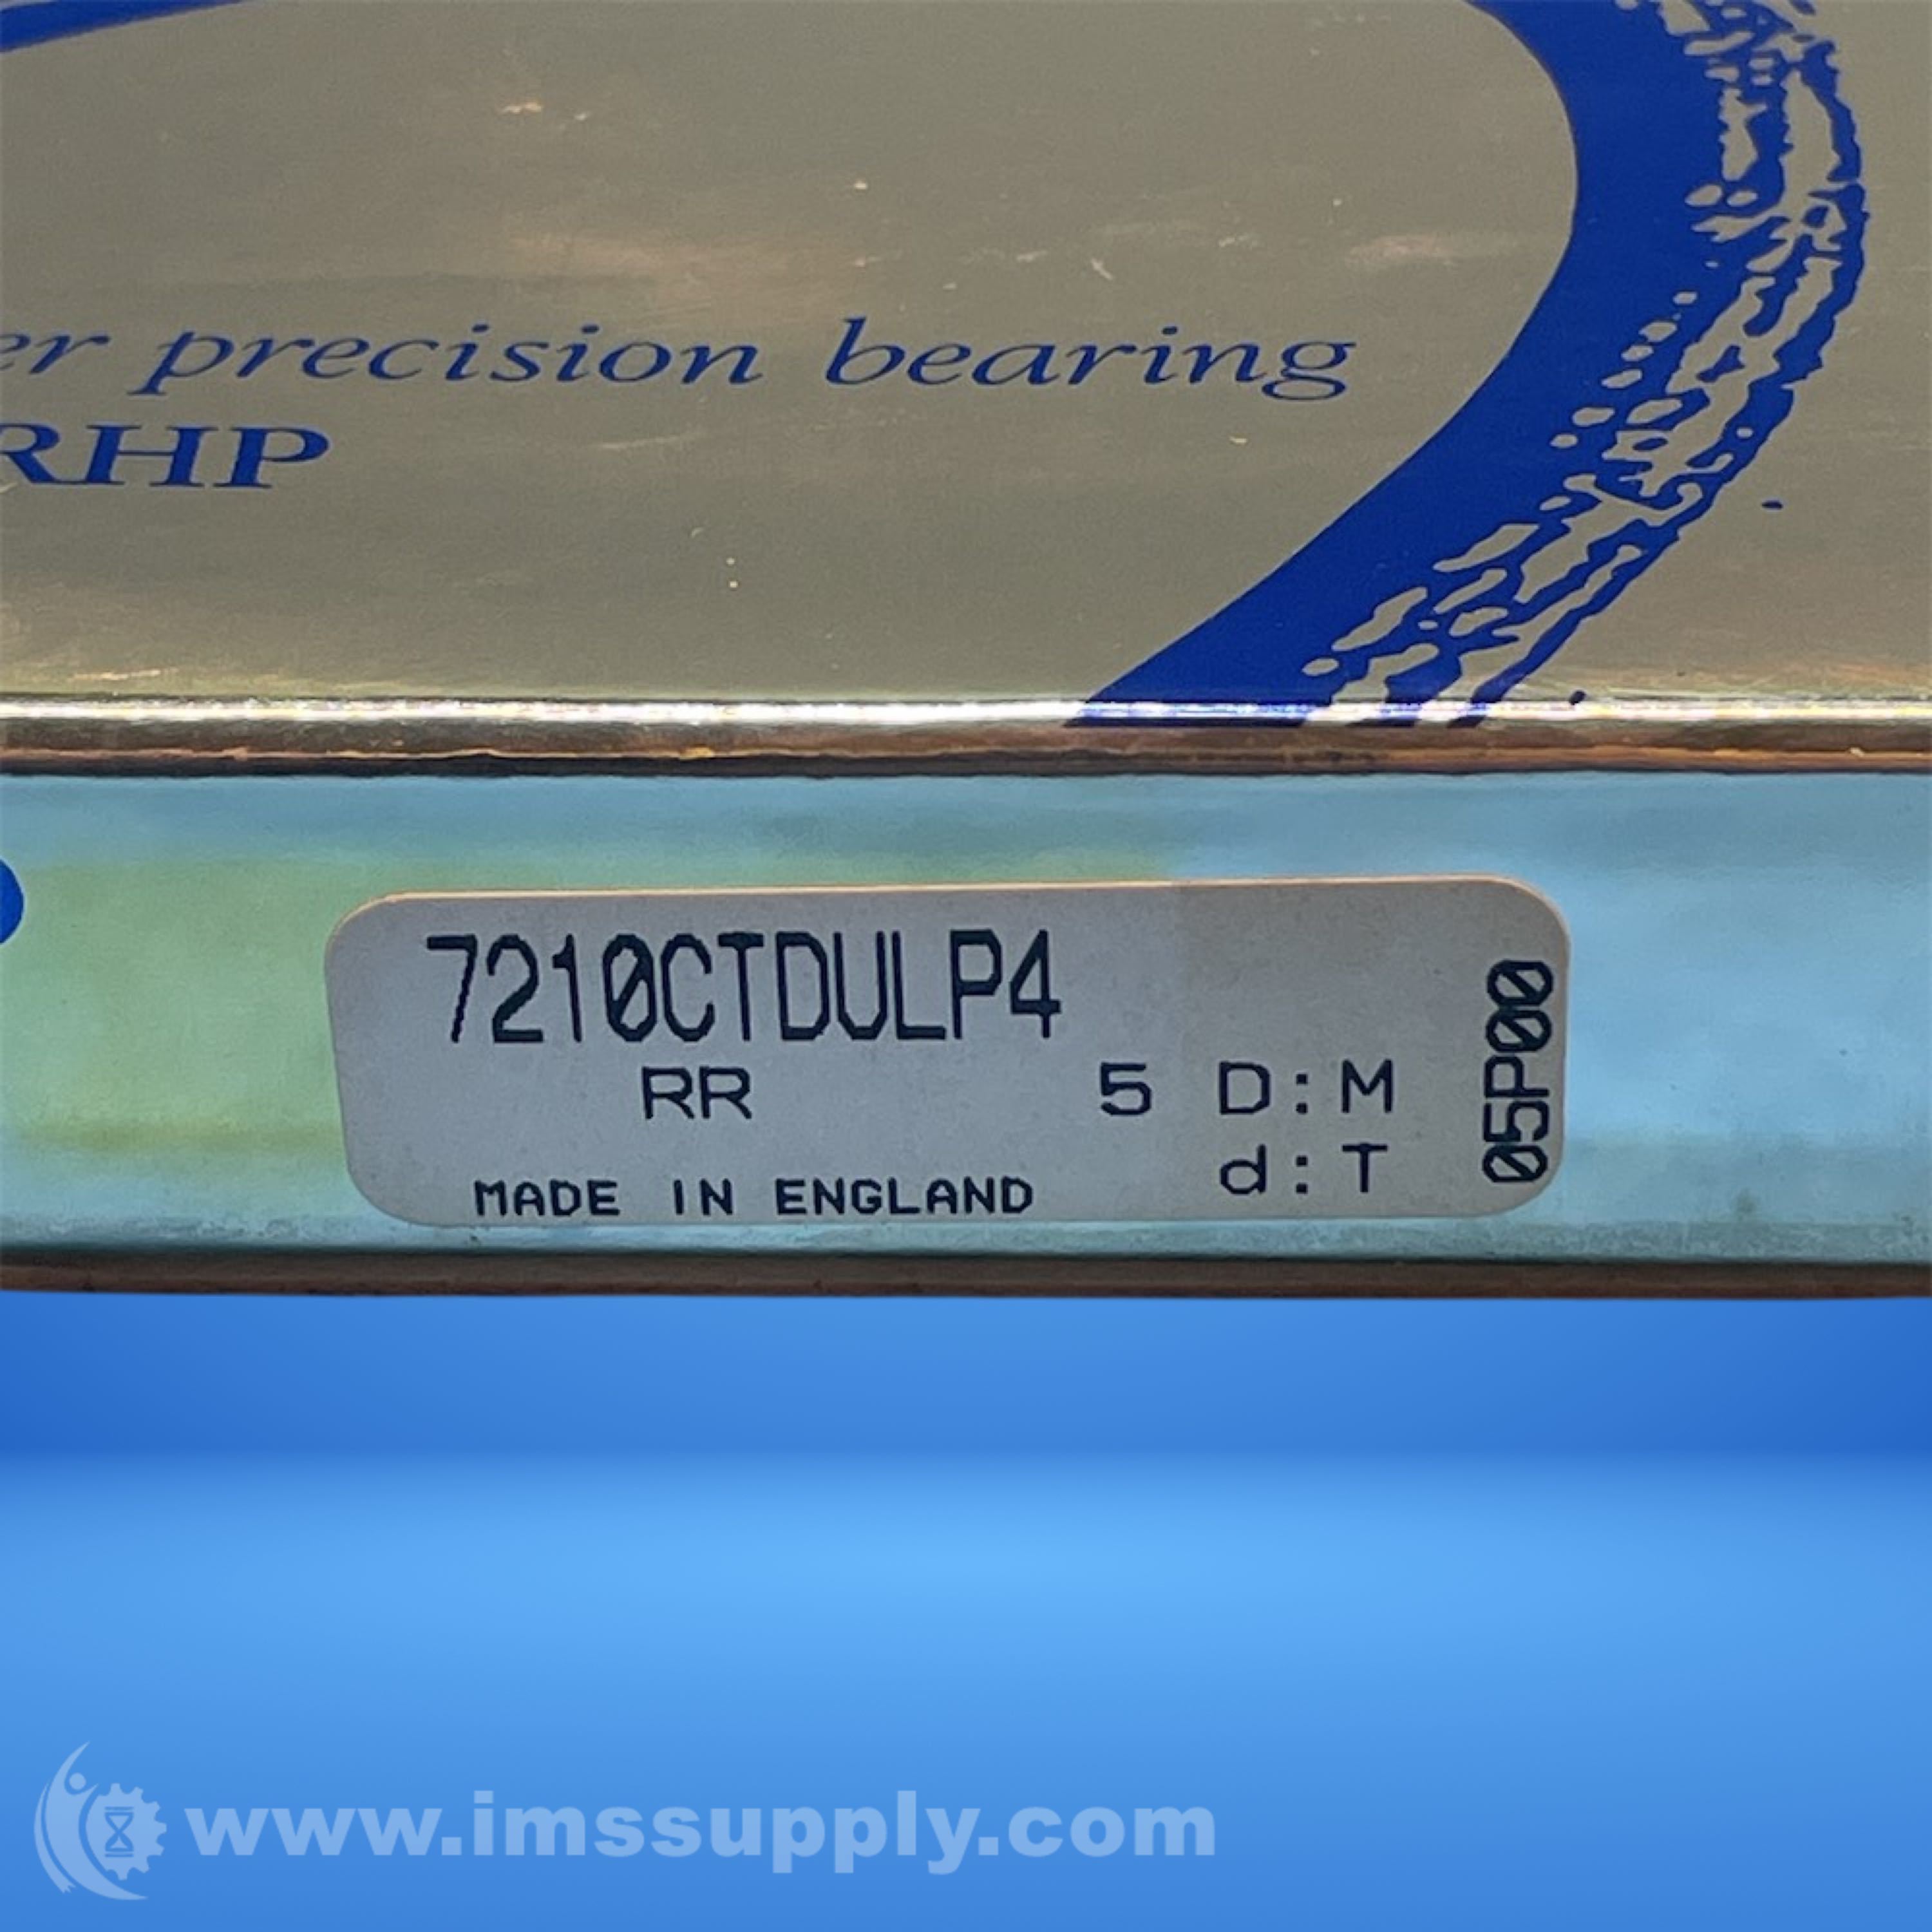 er precision bearing
RHP
7210CTDULP4
RR 5 D:M
d:T
MADE IN ENGLAND
05P00
www.imssupply.com